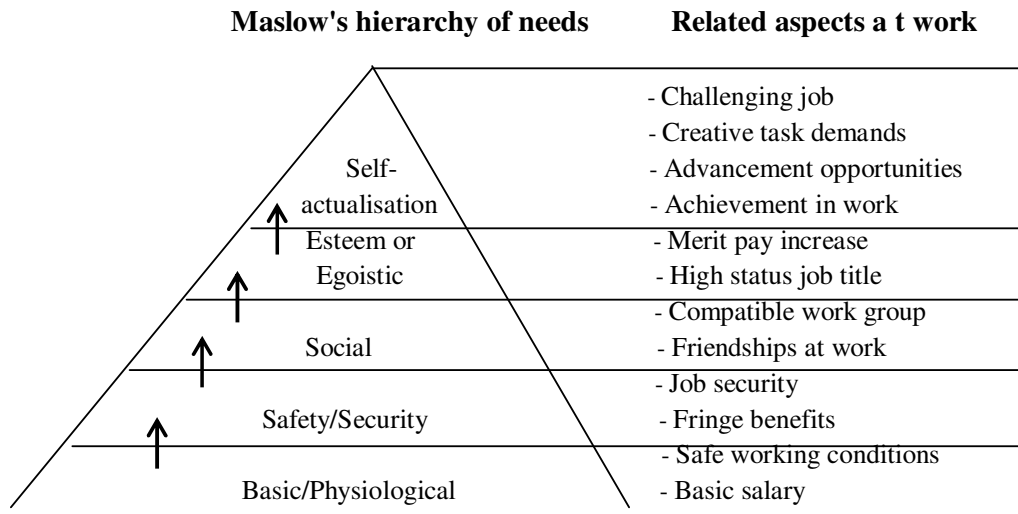 Maslow's hierarchy of needs Related aspects a t work
- Challenging job
- Creative task demands
Self- - Advancement opportunities
actualisation - Achievement in work
Esteem or - Merit pay increase
Egoistic - High status job title
- Compatible work group
Social - Friendships at work
- Job security
Safety/Security - Fringe benefits
- Safe working conditions
Basic/Physiological - Basic salary